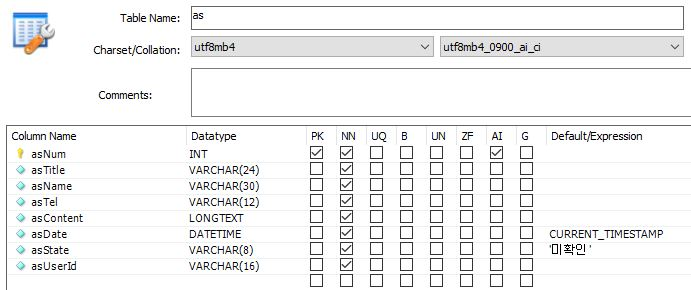 Table Name: as
Charset/Collation: utf8mb4 utf8mb4_0900_ai_ci
Comments:
Column Name Datatype PK NN UQ B UN ZF AI G Default/Expression
asNum INT
asTitle VARCHAR(24)
asName VARCHAR(30)
asTel VARCHAR(12)
asContent LONGTEXT
asDate DATETIME CURRENT_TIMESTAMP
asState VARCHAR(8) '미확인'
asUserId VARCHAR(16)